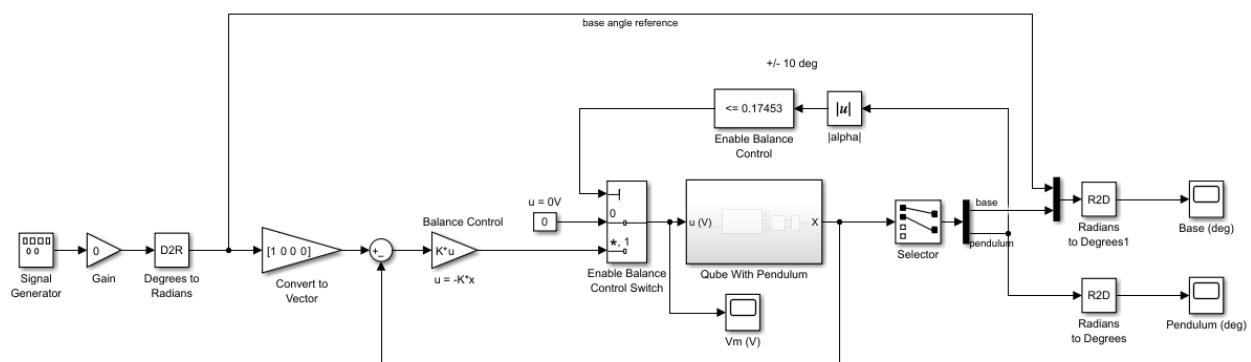 base angle reference
+/- 10 deg
<= 0.17453
|u|
Enable Balance
Control
|alpha|
u = 0V
0
0
*, 1
Enable Balance
Control Switch
Balance Control
K*u
u = -K*x
Signal
Generator
0
Gain
D2R
Degrees to
Radians
[1 0 0 0]
Convert to
Vector
+
−
u (V)
X
Qube With Pendulum
Vm (V)
Selector
base
pendulum
R2D
Radians
to Degrees1
Base (deg)
R2D
Radians
to Degrees
Pendulum (deg)